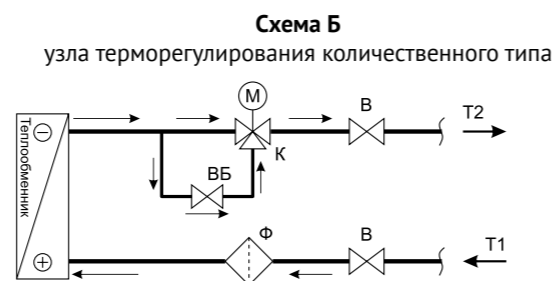 Схема Б
узла терморегулирования количественного типа
М
В
Т2
К
ВБ
Теплообменник
Ф
В
Т1